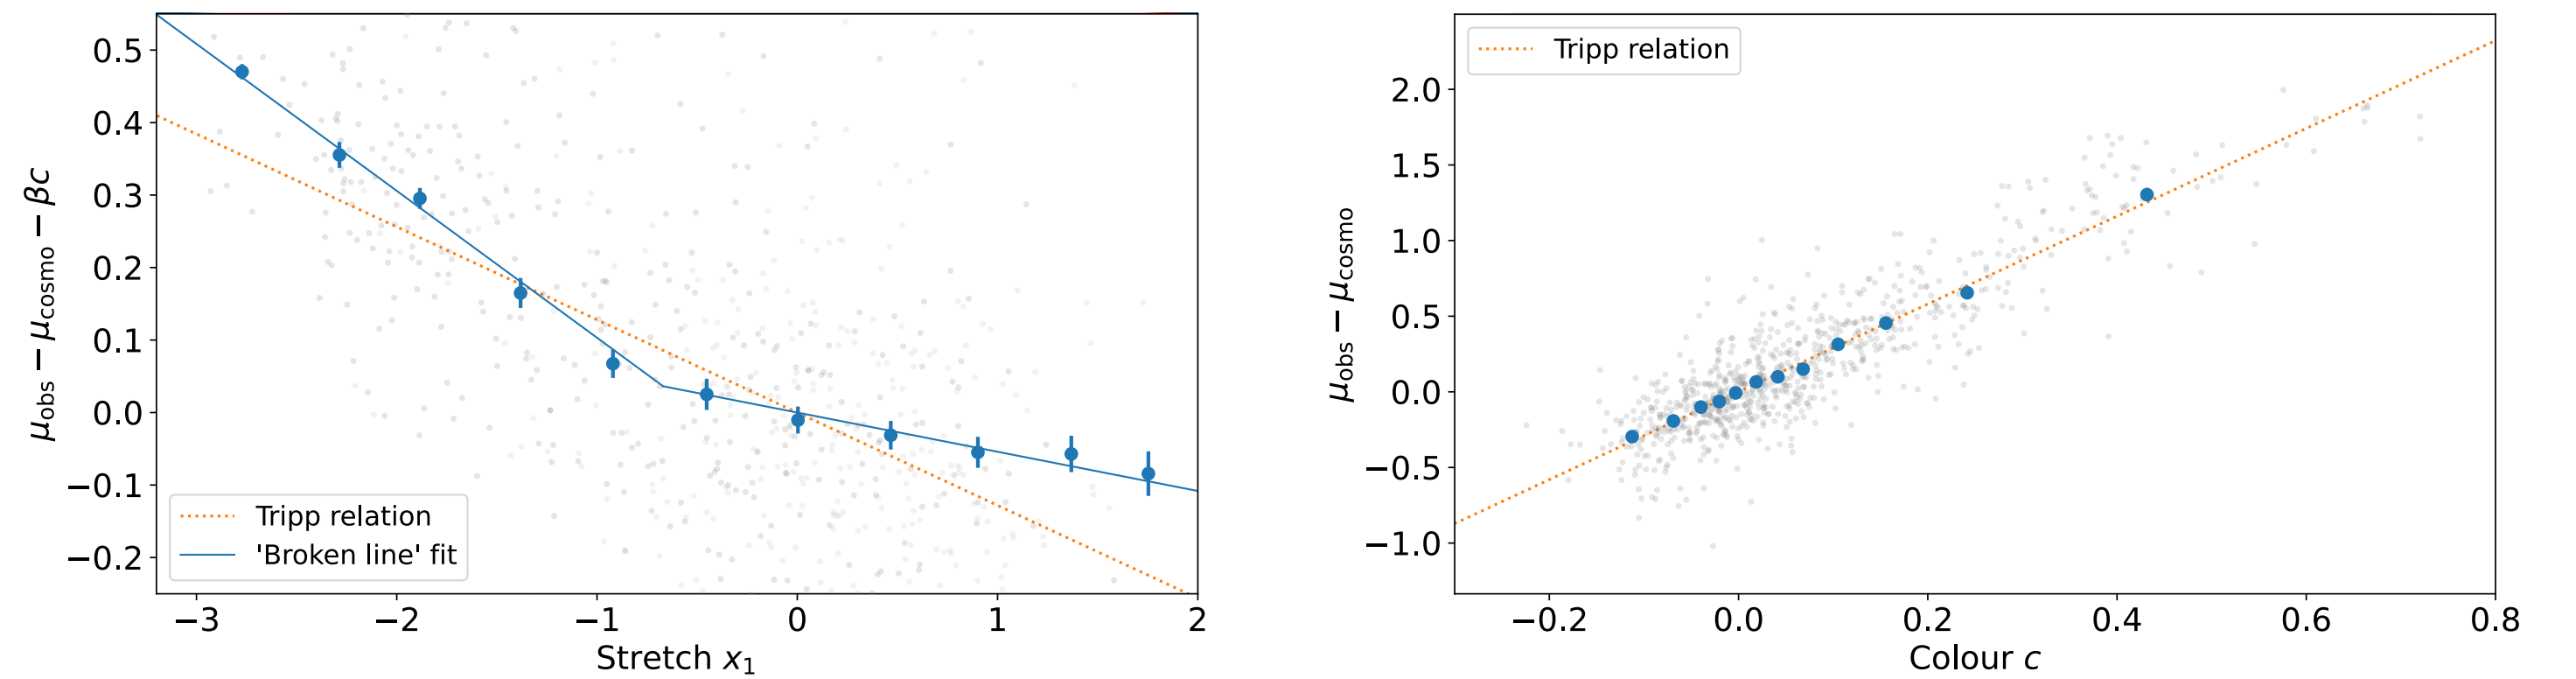 0.5
0.4
0.3
0.2
0.1
0.0
−0.1
−0.2
μobs − μcosmo − βc
Tripp relation
'Broken line' fit
−3 −2 −1 0 1 2
Stretch x1
2.0
1.5
1.0
0.5
0.0
−0.5
−1.0
μobs − μcosmo
Tripp relation
−0.2 0.0 0.2 0.4 0.6 0.8
Colour c